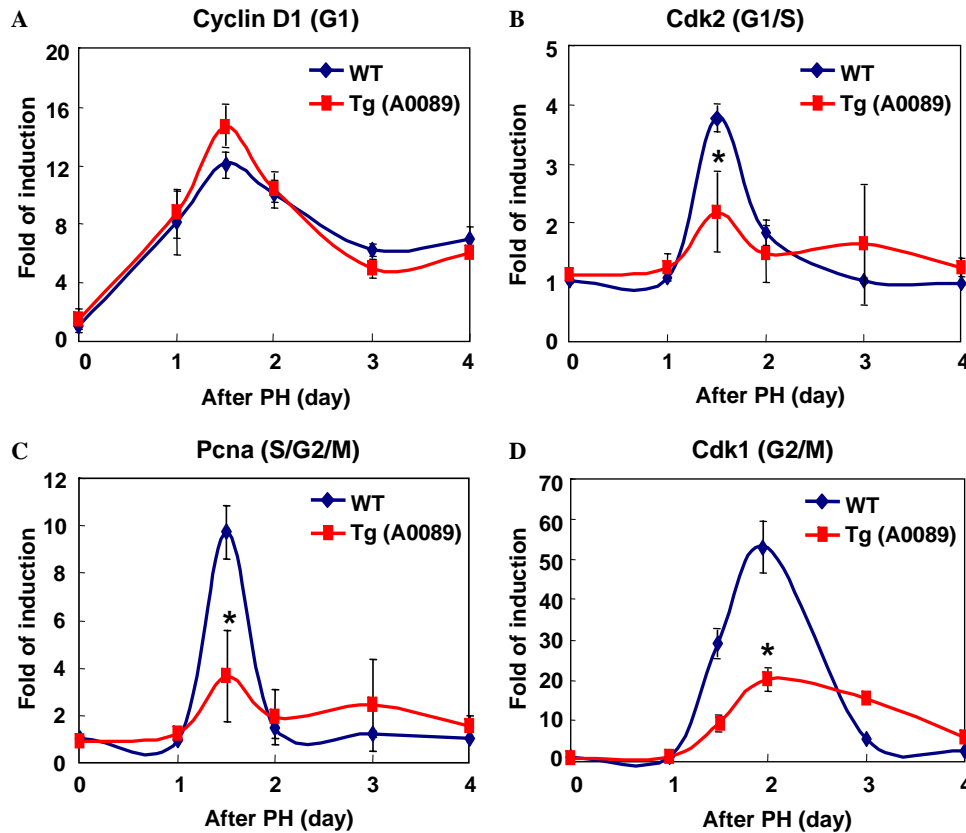 A
Cyclin D1 (G1)
20
16
12
8
4
0
Fold of induction
WT
Tg (A0089)
0 1 2 3 4
After PH (day)
B
Cdk2 (G1/S)
5
4
3
2
1
0
Fold of induction
WT
Tg (A0089)
*
0 1 2 3 4
After PH (day)
C
Pcna (S/G2/M)
12
10
8
6
4
2
0
Fold of induction
WT
Tg (A0089)
*
0 1 2 3 4
After PH (day)
D
Cdk1 (G2/M)
70
60
50
40
30
20
10
0
Fold of induction
WT
Tg (A0089)
*
0 1 2 3 4
After PH (day)